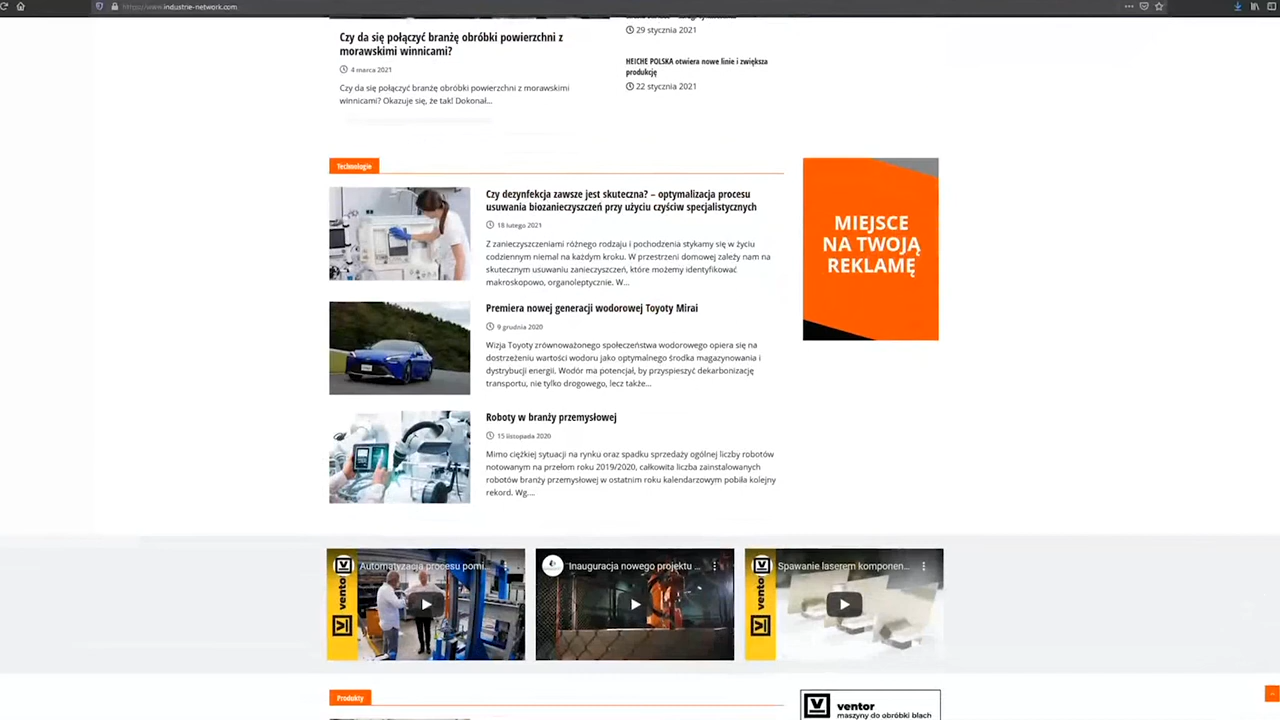 https://www.industrie-network.com
Czy da się połączyć branżę obróbki powierzchni z
morawskimi winnicami?
4 marca 2021
Czy da się połączyć branżę obróbki powierzchni z morawskimi
winnicami? Okazuje się, że tak! Dokonał...
29 stycznia 2021
HEICHE POLSKA otwiera nowe linie i zwiększa
produkcję
22 stycznia 2021
Technologie
Czy dezynfekcja zawsze jest skuteczna? – optymalizacja procesu
usuwania biozanieczyszczeń przy użyciu czyściw specjalistycznych
18 lutego 2021
Z zanieczyszczeniami różnego rodzaju i pochodzenia stykamy się w życiu
codziennym niemal na każdym kroku. W przestrzeni domowej zależy nam na
skutecznym usuwaniu zanieczyszczeń, które możemy identyfikować
makroskopowo, organoleptycznie. W...
Premiera nowej generacji wodorowej Toyoty Mirai
9 grudnia 2020
Wizja Toyoty zrównoważonego społeczeństwa wodorowego opiera się na
dostrzeżeniu wartości wodoru jako optymalnego środka magazynowania i
dystrybucji energii. Wodór ma potencjał, by przyspieszyć dekarbonizację
transportu, nie tylko drogowego, lecz także...
Roboty w branży przemysłowej
15 listopada 2020
Mimo ciężkiej sytuacji na rynku oraz spadku sprzedaży ogólnej liczby robotów
notowanym na przełom roku 2019/2020, całkowita liczba zainstalowanych
robotów branży przemysłowej w ostatnim roku kalendarzowym pobiła kolejny
rekord. Wg....
MIEJSCE
NA TWOJĄ
REKLAMĘ
Automatyzacja procesu pomi...
ventor
Inauguracja nowego projektu ...
Spawanie laserem komponen...
ventor
Produkty
ventor
maszyny do obróbki blach